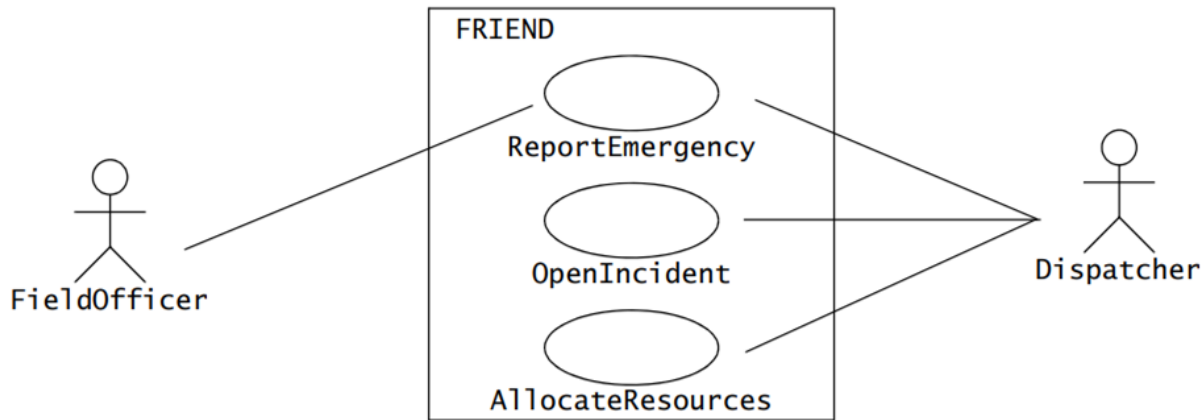 FRIEND
ReportEmergency
OpenIncident
AllocateResources
FieldOfficer
Dispatcher